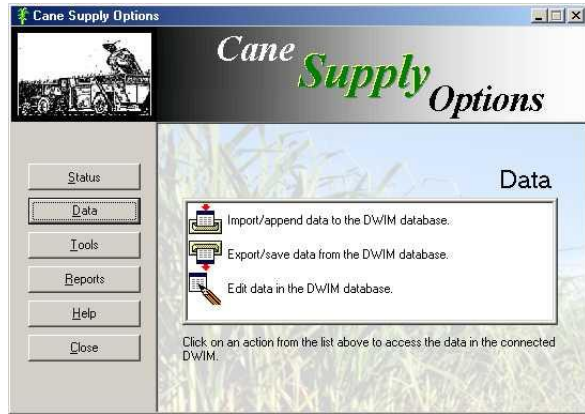 Cane Supply Options
Cane Supply Options
Data
Status
Data
Tools
Reports
Help
Close
Import/append data to the DWIM database.
Export/save data from the DWIM database.
Edit data in the DWIM database.
Click on an action from the list above to access the data in the connected
DWIM.